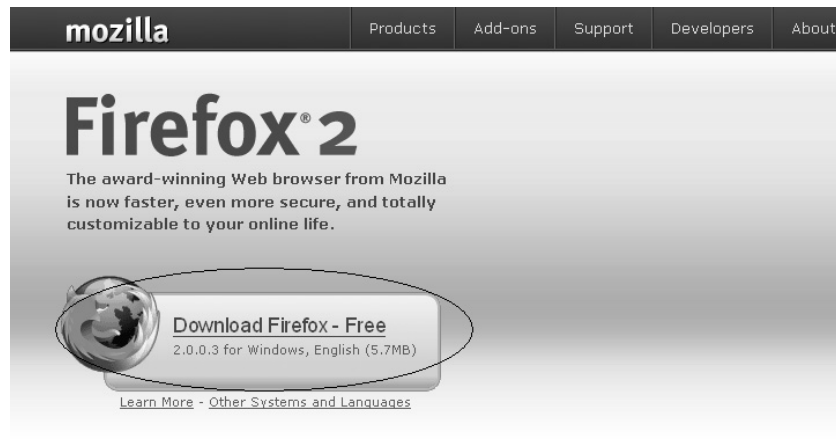 mozilla
Products Add-ons Support Developers About
Firefox® 2
The award-winning Web browser from Mozilla
is now faster, even more secure, and totally
customizable to your online life.
Download Firefox - Free
2.0.0.3 for Windows, English (5.7MB)
Learn More - Other Systems and Languages